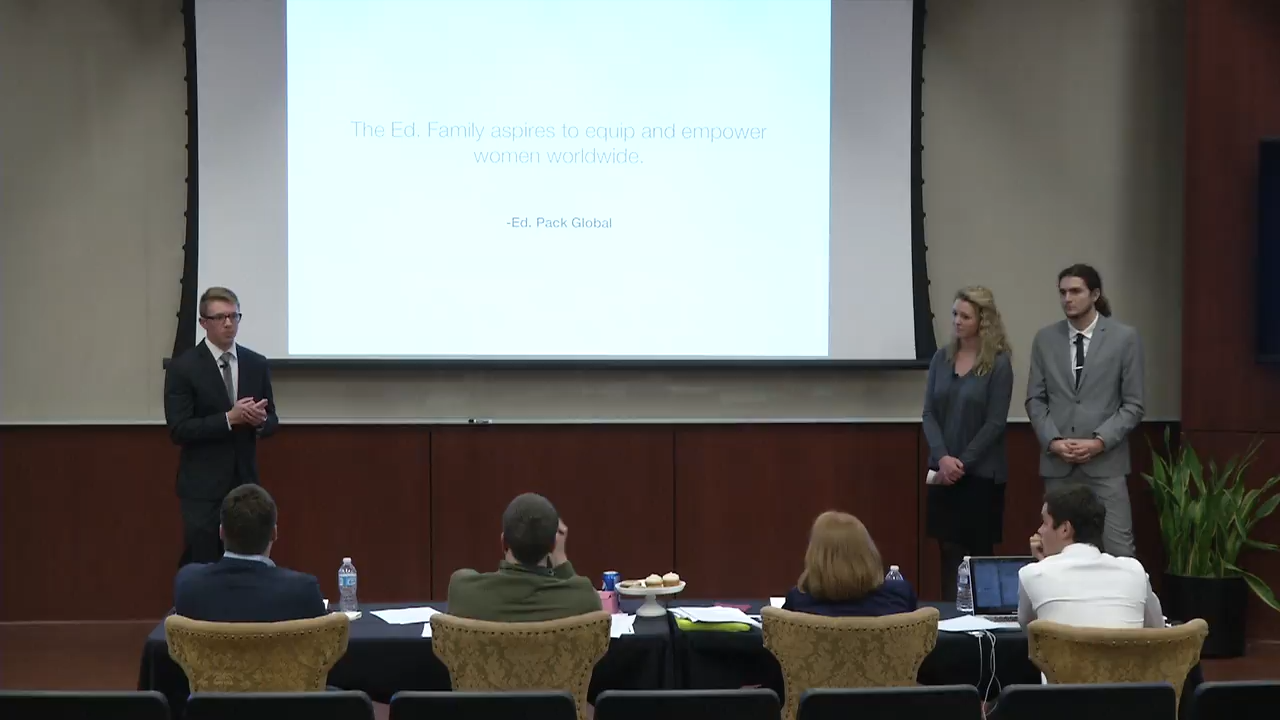 The Ed. Family aspires to equip and empower
women worldwide.
-Ed. Pack Global